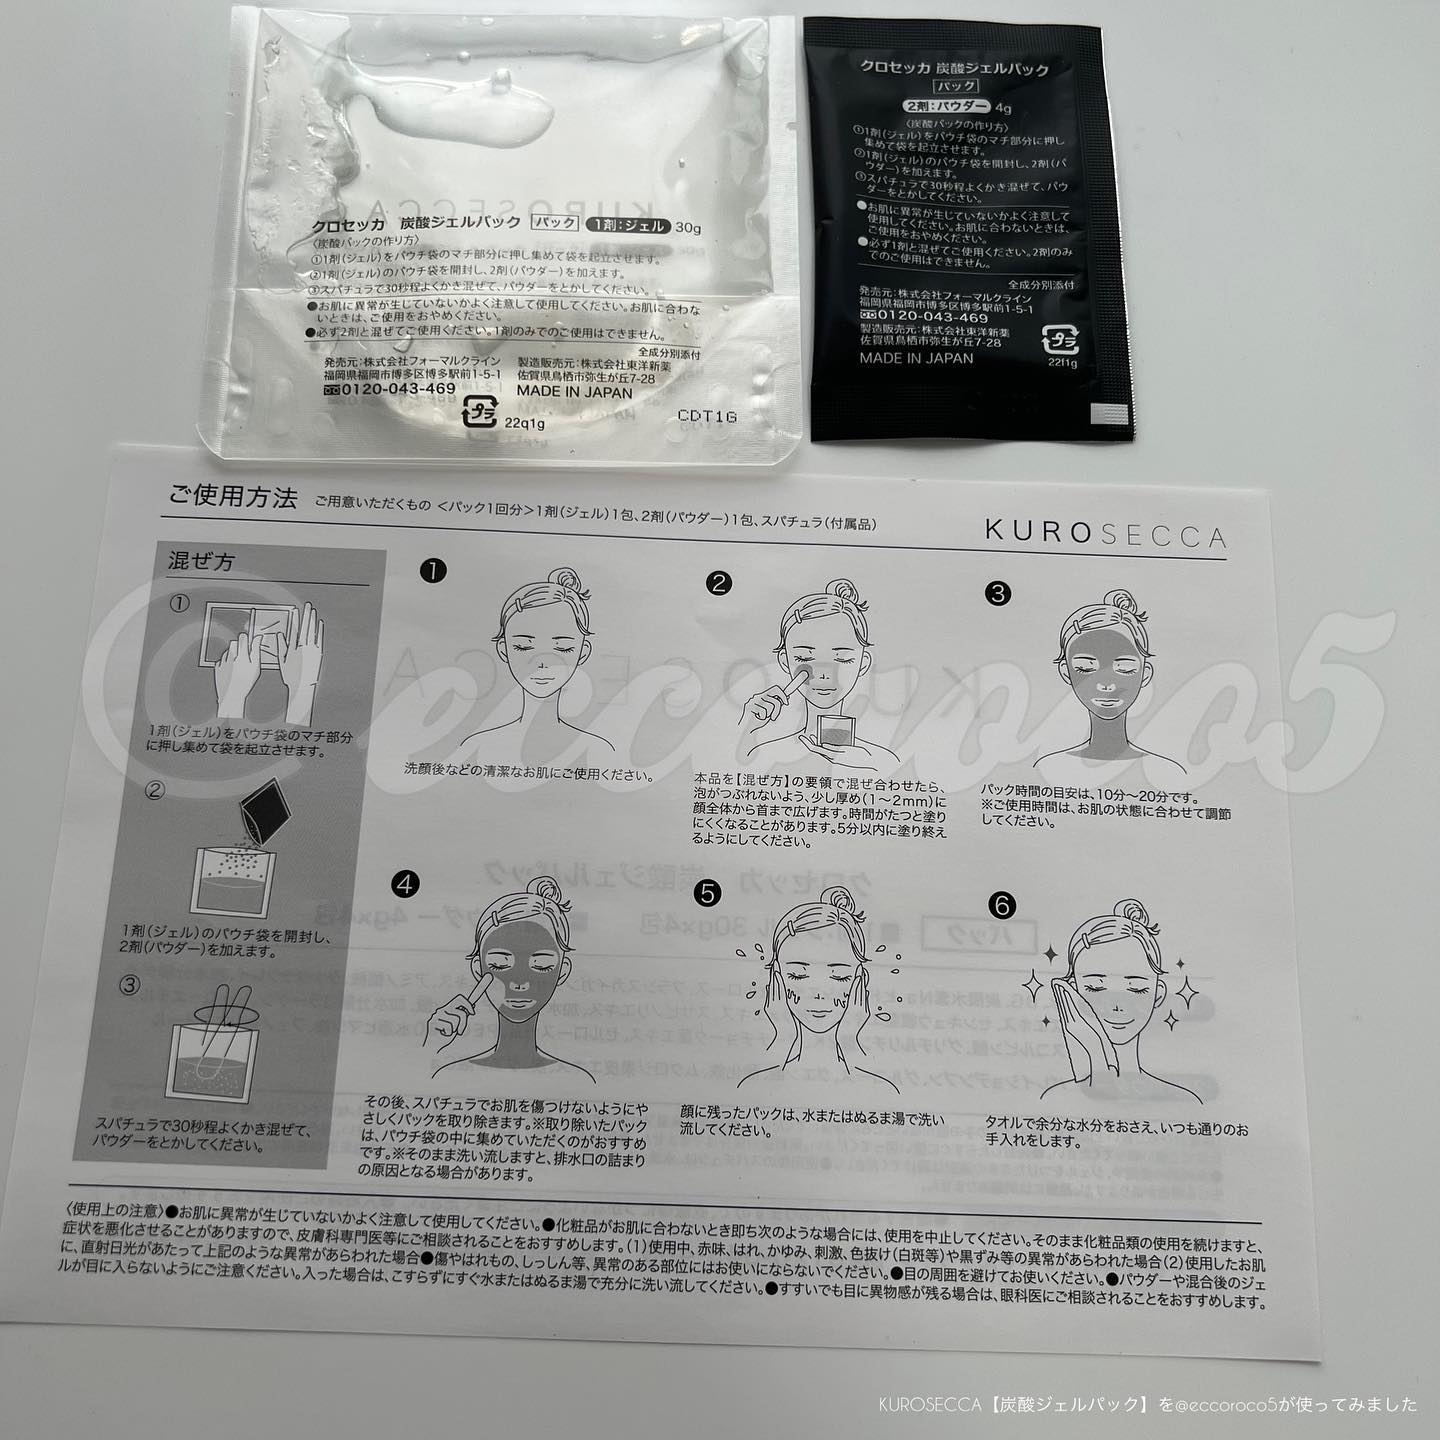 クロセッカ 炭酸ジェルパック パック 1剤:ジェル 30g
〈炭酸パックの作り方〉
①1剤(ジェル)をパウチ袋のマチ部分に押し集めて袋を起立させます。
②1剤(ジェル)のパウチ袋を開封し、2剤(パウダー)を加えます。
③スパチュラで30秒程よくかき混ぜて、パウダーをとかしてください。
●お肌に異常が生じていないかよく注意して使用してください。お肌に合わな
いときは、ご使用をおやめください。
●必ず2剤と混ぜてご使用ください。1剤のみでのご使用はできません。
全成分別添付
発売元:株式会社フォーマルクライン
福岡県福岡市博多区博多駅前1-5-1
0120-043-469
製造販売元:株式会社東洋新薬
佐賀県鳥栖市弥生が丘7-28
MADE IN JAPAN
プラ
22q1g
CDT1G
クロセッカ 炭酸ジェルパック
パック
2剤:パウダー 4g
〈炭酸パックの作り方〉
①1剤(ジェル)をパウチ袋のマチ部分に押し
集めて袋を起立させます。
②1剤(ジェル)のパウチ袋を開封し、2剤(パ
ウダー)を加えます。
③スパチュラで30秒程よくかき混ぜて、パウ
ダーをとかしてください。
●お肌に異常が生じていないかよく注意して
使用してください。お肌に合わないときは、
ご使用をおやめください。
●必ず1剤と混ぜてご使用ください。2剤のみ
でのご使用はできません。
全成分別添付
発売元:株式会社フォーマルクライン
福岡県福岡市博多区博多駅前1-5-1
0120-043-469
製造販売元:株式会社東洋新薬
佐賀県鳥栖市弥生が丘7-28
MADE IN JAPAN
プラ
22f1g
ご使用方法 ご用意いただくもの <パック1回分>1剤(ジェル)1包、2剤(パウダー)1包、スパチュラ(付属品)
KUROSECCA
混ぜ方
①
1剤(ジェル)をパウチ袋のマチ部分
に押し集めて袋を起立させます。
②
1剤(ジェル)のパウチ袋を開封し、
2剤(パウダー)を加えます。
③
スパチュラで30秒程よくかき混ぜて、
パウダーをとかしてください。
❶
洗顔後などの清潔なお肌にご使用ください。
❷
本品を【混ぜ方】の要領で混ぜ合わせたら、
泡がつぶれないよう、少し厚め(1〜2mm)に
顔全体から首まで広げます。時間がたつと塗り
にくくなることがあります。5分以内に塗り終え
るようにしてください。
❸
パック時間の目安は、10分〜20分です。
※ご使用時間は、お肌の状態に合わせて調節
してください。
❹
その後、スパチュラでお肌を傷つけないようにや
さしくパックを取り除きます。※取り除いたパック
は、パウチ袋の中に集めていただくのがおすすめ
です。※そのまま洗い流しますと、排水口の詰まり
の原因となる場合があります。
❺
顔に残ったパックは、水またはぬるま湯で洗い
流してください。
❻
タオルで余分な水分をおさえ、いつも通りのお
手入れをします。
〈使用上の注意〉●お肌に異常が生じていないかよく注意して使用してください。●化粧品がお肌に合わないとき即ち次のような場合には、使用を中止してください。そのまま化粧品類の使用を続けますと、
症状を悪化させることがありますので、皮膚科専門医等にご相談されることをおすすめします。(1)使用中、赤味、はれ、かゆみ、刺激、色抜け(白斑等)や黒ずみ等の異常があらわれた場合(2)使用したお肌
に、直射日光があたって上記のような異常があらわれた場合●傷やはれもの、しっしん等、異常のある部位にはお使いにならないでください。●目の周囲を避けてお使いください。●パウダーや混合後のジェ
ルが目に入らないようにご注意ください。入った場合は、こすらずにすぐ水またはぬるま湯で充分に洗い流してください。●すすいでも目に異物感が残る場合は、眼科医にご相談されることをおすすめします。
@eccoroco5
KUROSECCA【炭酸ジェルパック】を@eccoroco5が使ってみました